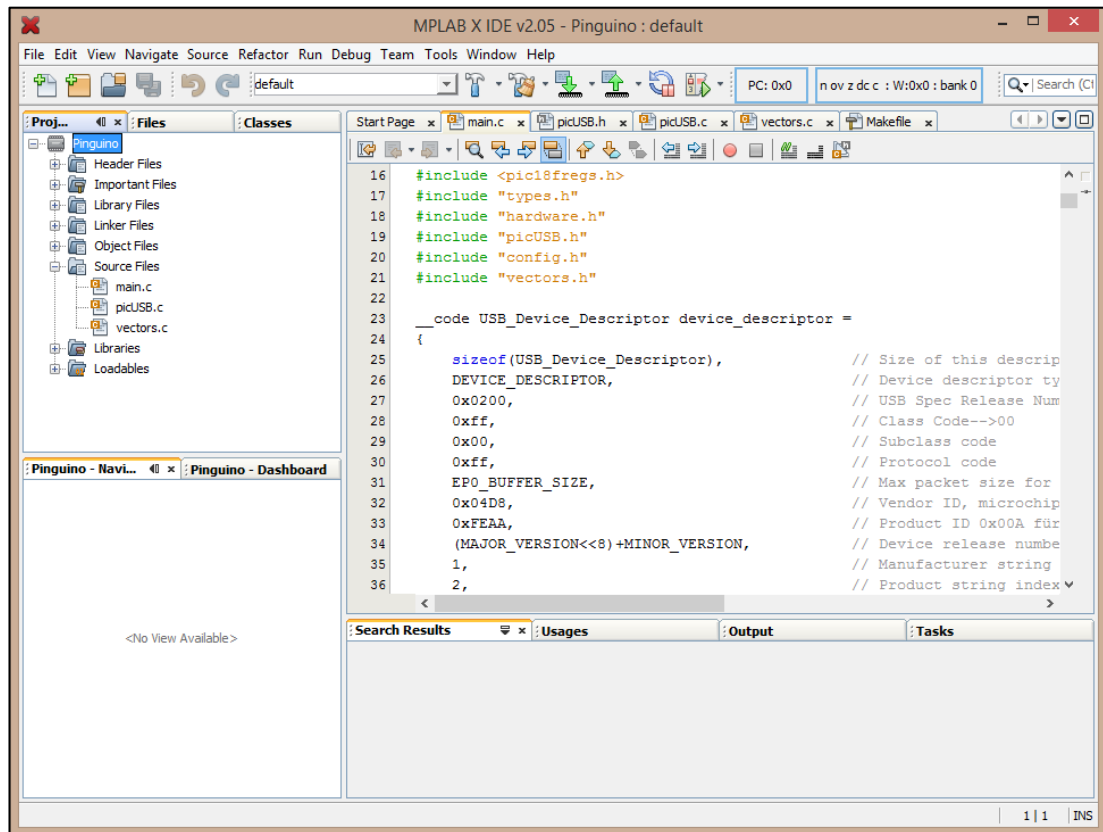 MPLAB X IDE v2.05 - Pinguino : default
File Edit View Navigate Source Refactor Run Debug Team Tools Window Help
default
PC: 0x0
n ov z dc c : W:0x0 : bank 0
Search (Ct
Proj...
Files
Classes
Pinguino
Header Files
Important Files
Library Files
Linker Files
Object Files
Source Files
main.c
picUSB.c
vectors.c
Libraries
Loadables
Pinguino - Navi...
Pinguino - Dashboard
<No View Available>
Start Page main.c picUSB.h picUSB.c vectors.c Makefile
16 #include <pic18fregs.h>
17 #include "types.h"
18 #include "hardware.h"
19 #include "picUSB.h"
20 #include "config.h"
21 #include "vectors.h"
22
23 __code USB_Device_Descriptor device_descriptor =
24 {
25 sizeof(USB_Device_Descriptor), // Size of this descrip
26 DEVICE_DESCRIPTOR, // Device descriptor ty
27 0x0200, // USB Spec Release Num
28 0xff, // Class Code-->00
29 0x00, // Subclass code
30 0xff, // Protocol code
31 EP0_BUFFER_SIZE, // Max packet size for
32 0x04D8, // Vendor ID, microchip
33 0xFEAA, // Product ID 0x00A für
34 (MAJOR_VERSION<<8)+MINOR_VERSION, // Device release numbe
35 1, // Manufacturer string
36 2, // Product string index
Search Results
Usages
Output
Tasks
1|1 INS